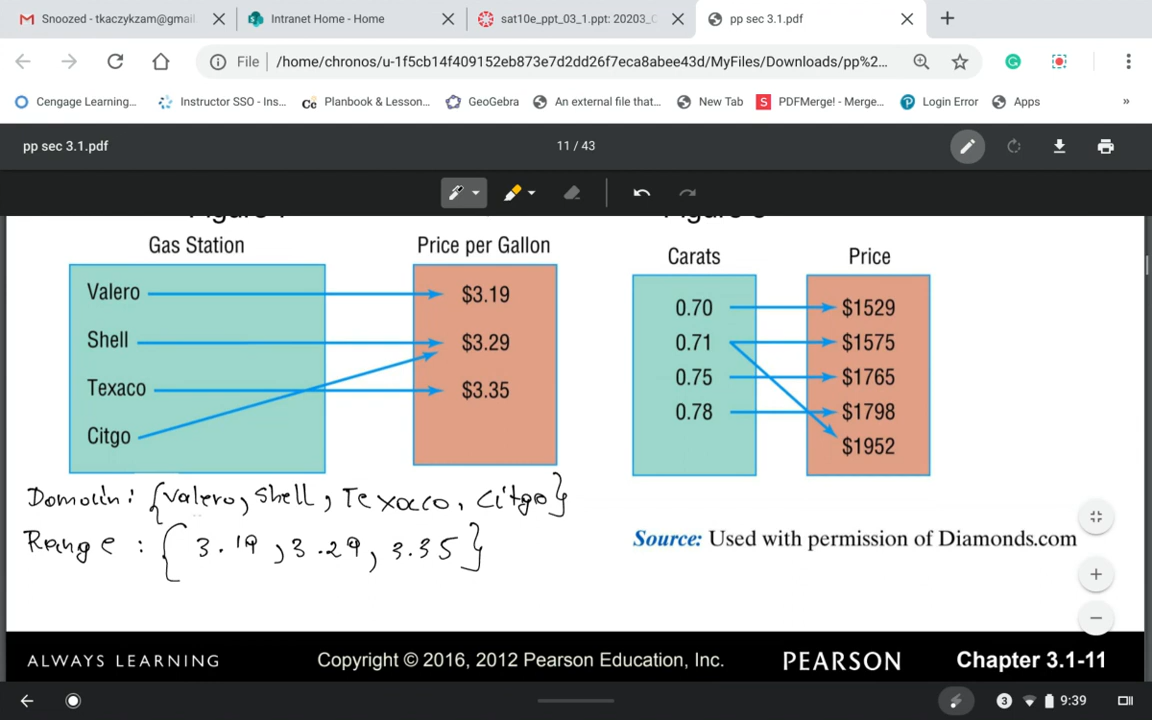 Snoozed - tkaczykzam@gmail
Intranet Home - Home
sat10e_ppt_03_1.ppt: 20203_C
pp sec 3.1.pdf
File
/home/chronos/u-1f5cb14f409152eb873e7d2dd26f7eca8abee43d/MyFiles/Downloads/pp%2...
Cengage Learning...
Instructor SSO - Ins...
Cc Planbook & Lesson...
GeoGebra
An external file that...
New Tab
S PDFMerge! - Merge...
Login Error
Apps
»
pp sec 3.1.pdf
11 / 43
Gas Station
Price per Gallon
Valero
$3.19
Shell
$3.29
Texaco
$3.35
Citgo
Carats
Price
0.70
$1529
0.71
$1575
0.75
$1765
0.78
$1798
$1952
Domain: {Valero, Shell, Texaco, Citgo}
Range : { 3.19 , 3.29 , 3.35 }
Source: Used with permission of Diamonds.com
ALWAYS LEARNING
Copyright © 2016, 2012 Pearson Education, Inc.
PEARSON
Chapter 3.1-11
3
9:39